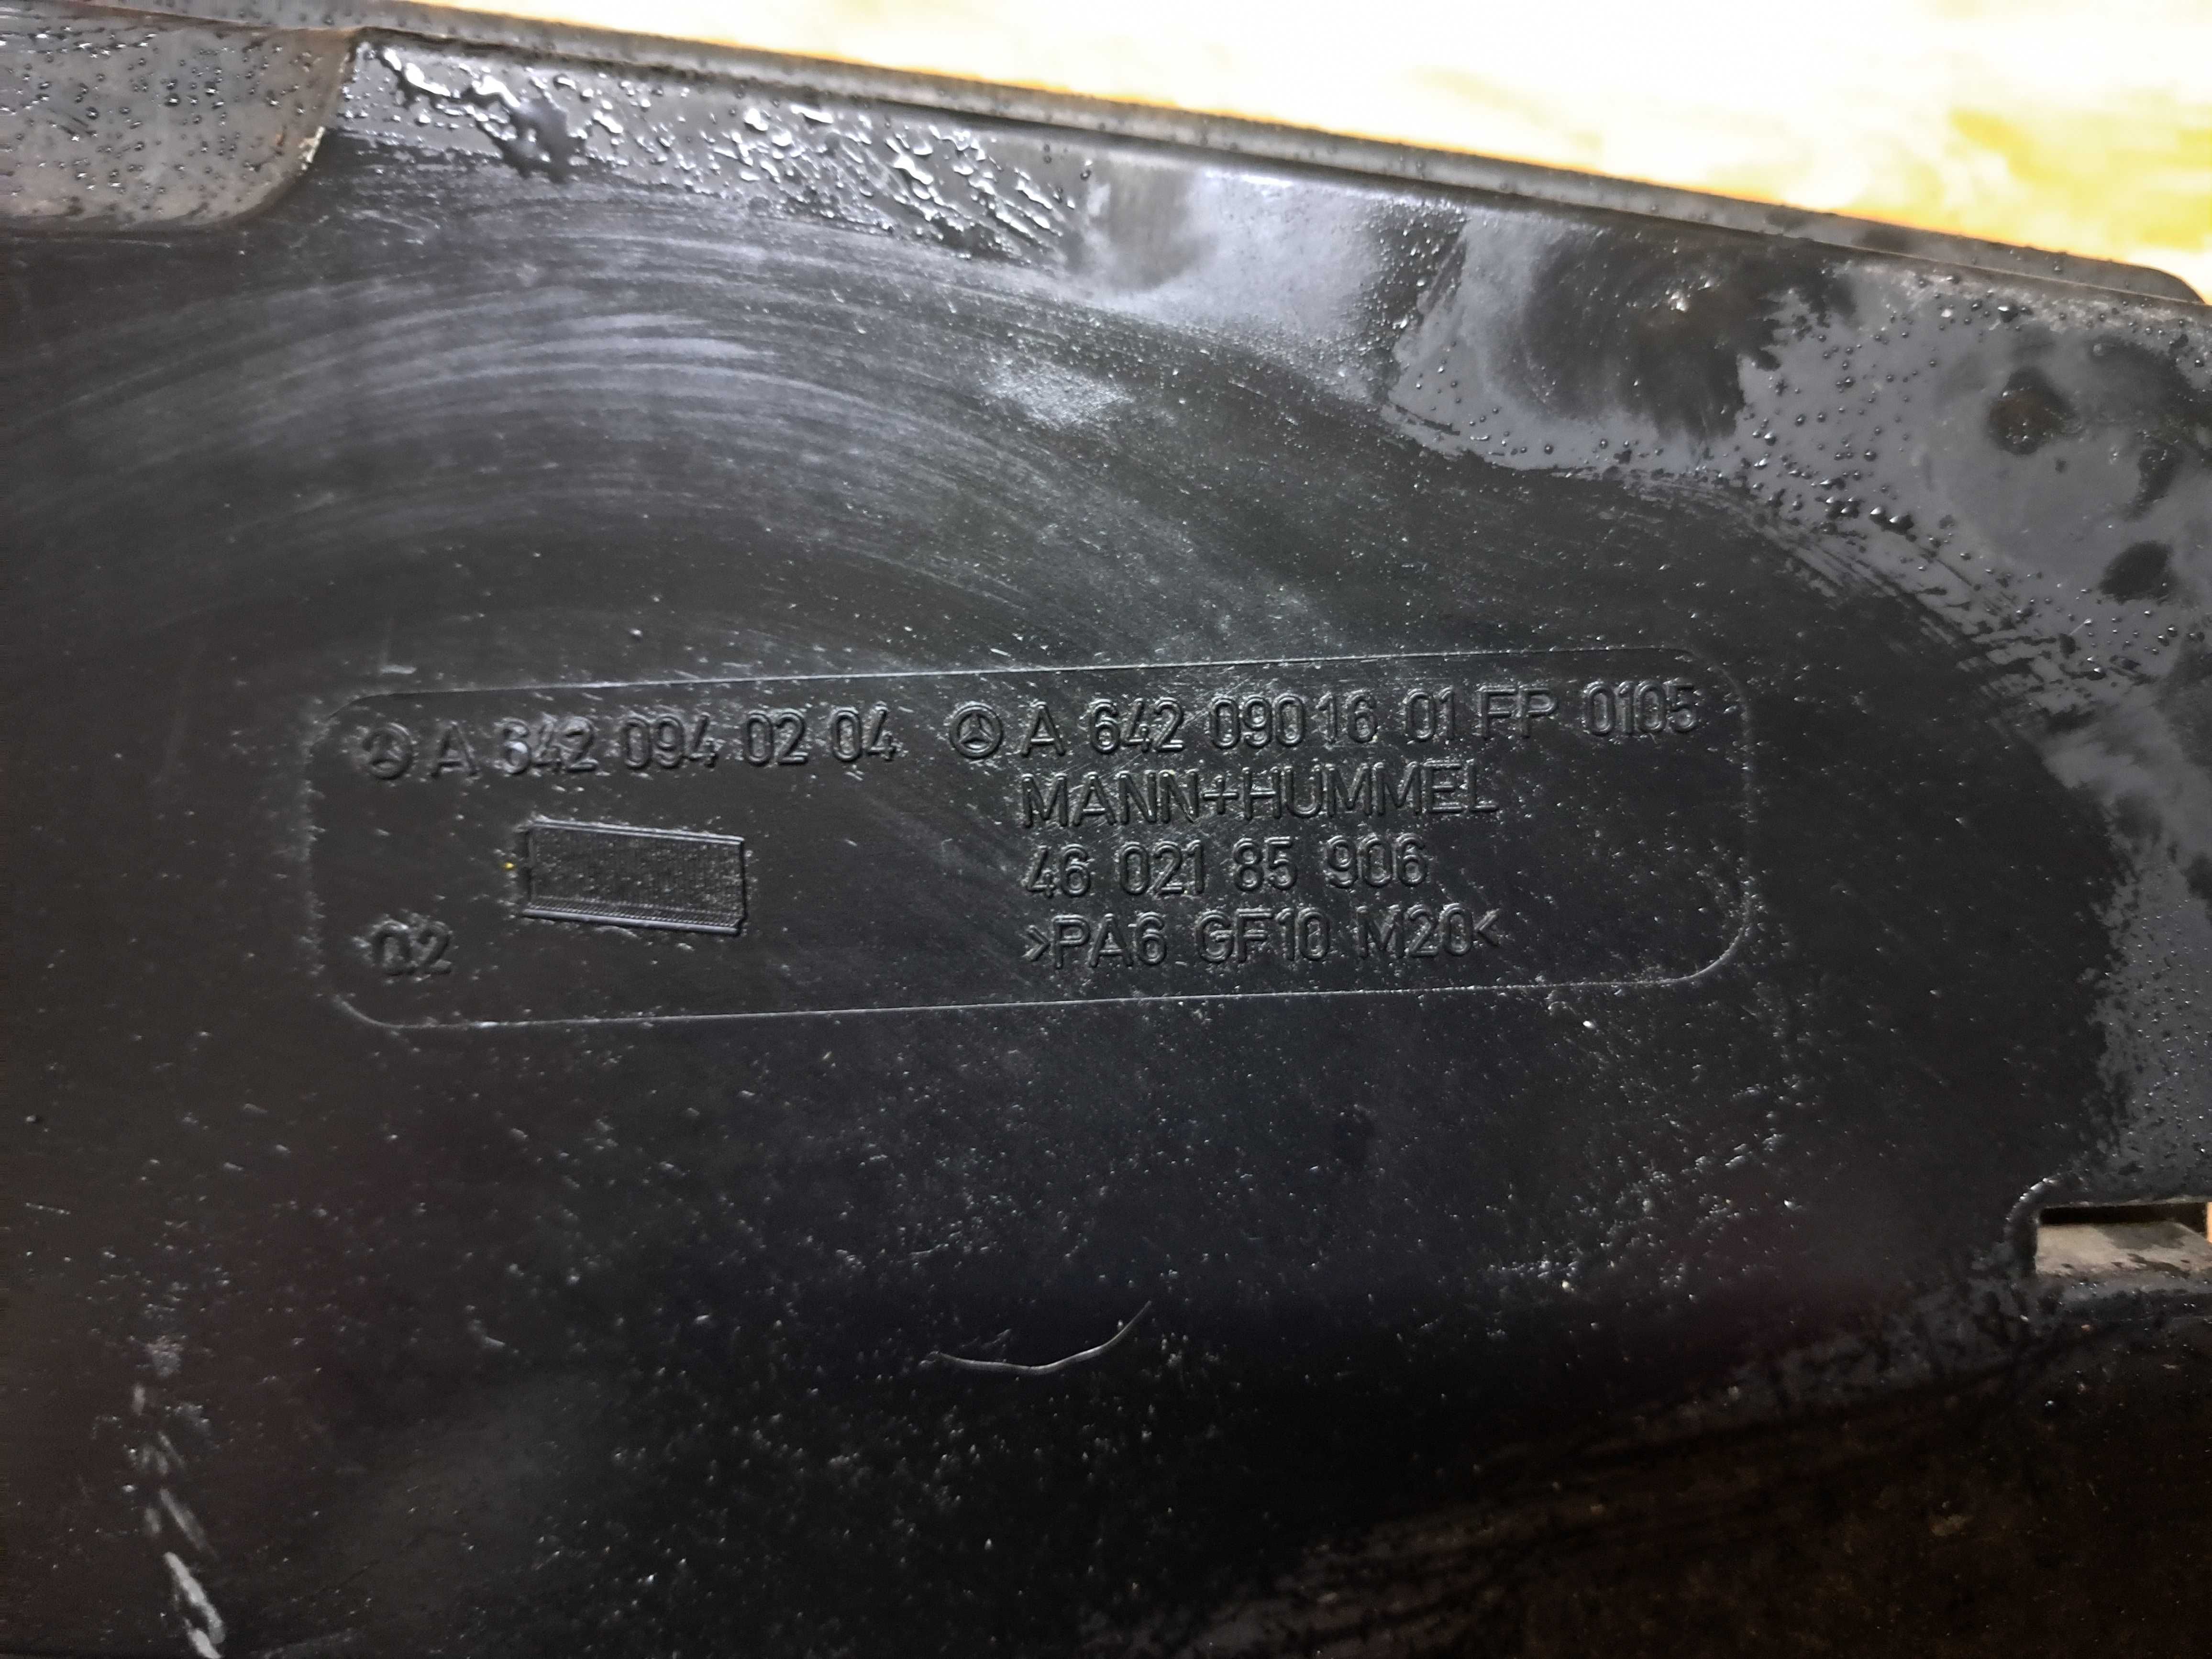 A 642 094 02 04
A 642 090 16 01 FP 0105
MANN+HUMMEL
46 021 85 906
>PA6 GF10 M20<
02